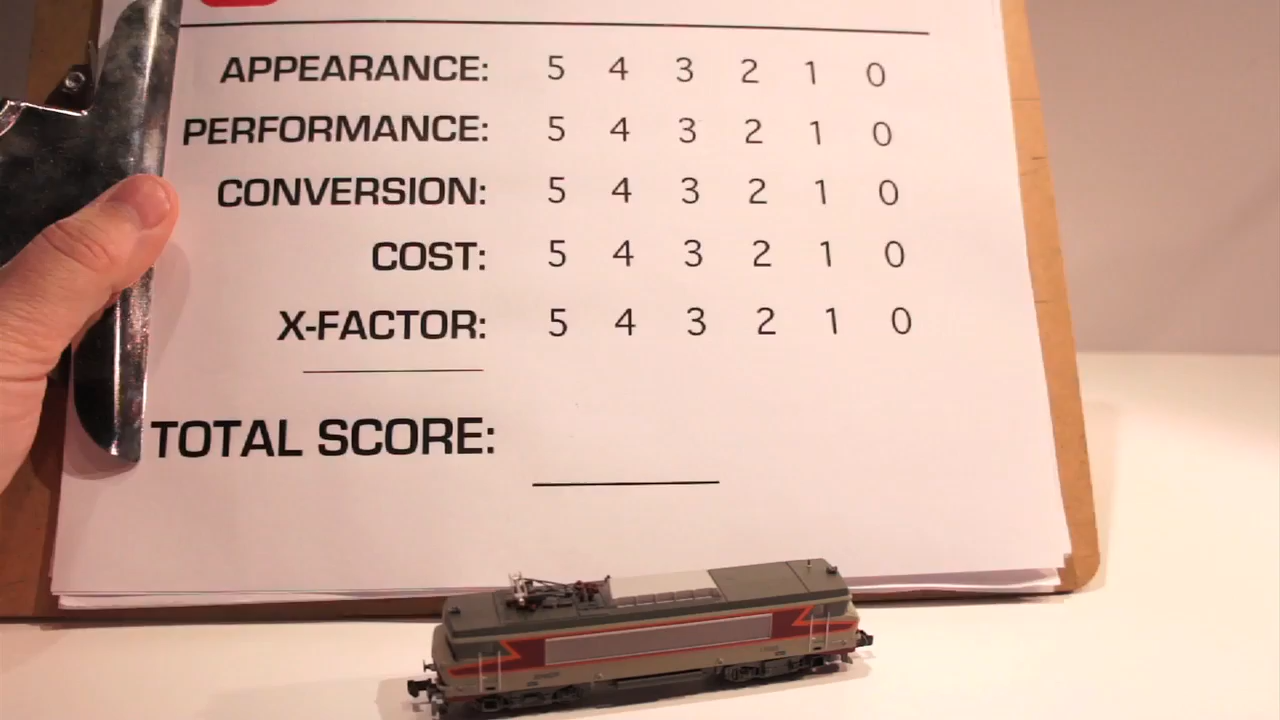 APPEARANCE: 5 4 3 2 1 0
PERFORMANCE: 5 4 3 2 1 0
CONVERSION: 5 4 3 2 1 0
COST: 5 4 3 2 1 0
X-FACTOR: 5 4 3 2 1 0
TOTAL SCORE: